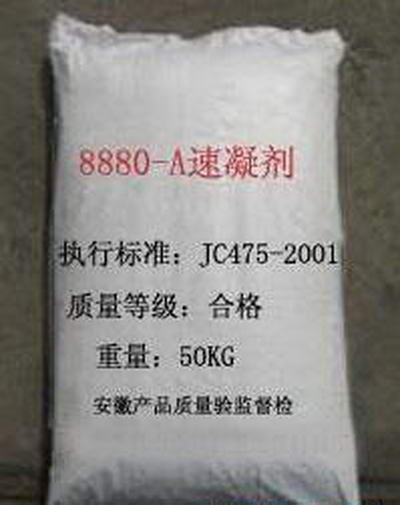 8880-A速凝剂
执行标准：JC475-2001
质量等级：合格
重量：50KG
安徽产品质量验监督检